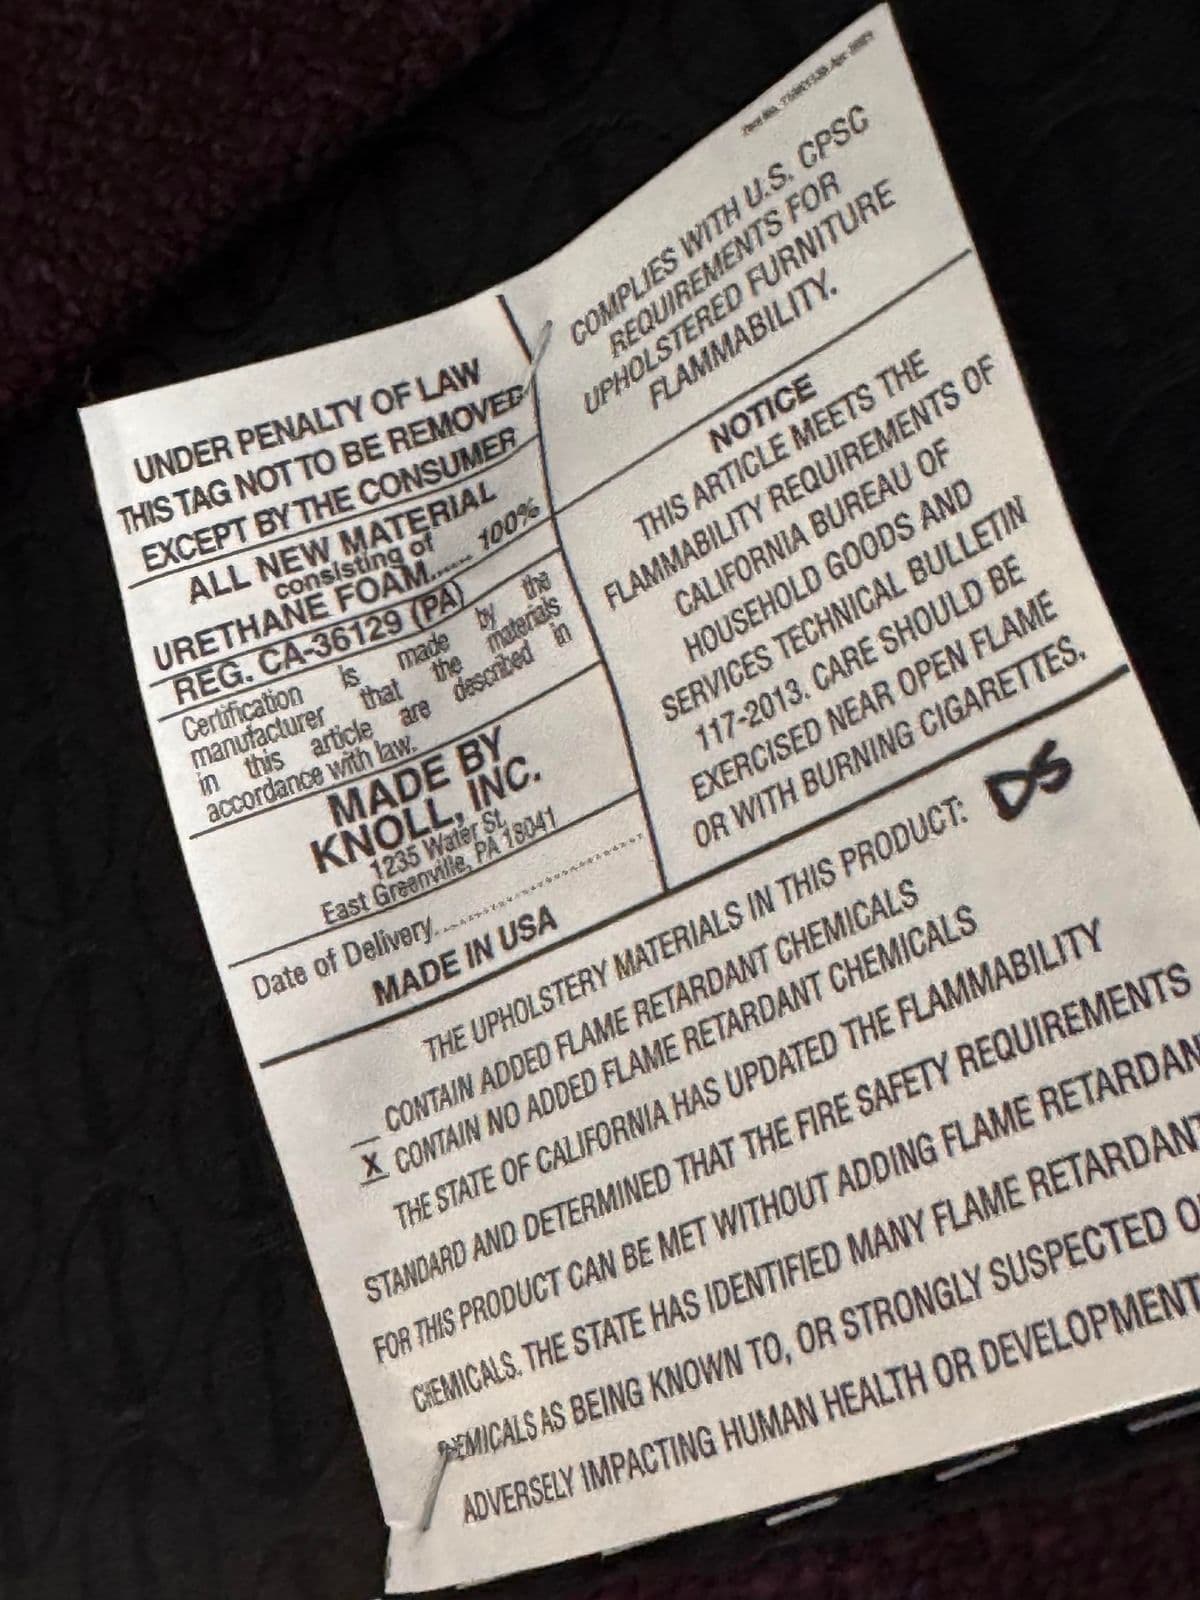 UNDER PENALTY OF LAW
THIS TAG NOT TO BE REMOVED
EXCEPT BY THE CONSUMER
ALL NEW MATERIAL
consisting of
URETHANE FOAM...... 100%
REG. CA-36129 (PA)
Certification is made by the
manufacturer that the materials
in this article are described in
accordance with law.
MADE BY
KNOLL, INC.
1235 Water St.
East Greenville, PA 18041
Date of Delivery
MADE IN USA
COMPLIES WITH U.S. CPSC
REQUIREMENTS FOR
UPHOLSTERED FURNITURE
FLAMMABILITY.
NOTICE
THIS ARTICLE MEETS THE
FLAMMABILITY REQUIREMENTS OF
CALIFORNIA BUREAU OF
HOUSEHOLD GOODS AND
SERVICES TECHNICAL BULLETIN
117-2013. CARE SHOULD BE
EXERCISED NEAR OPEN FLAME
OR WITH BURNING CIGARETTES.
THE UPHOLSTERY MATERIALS IN THIS PRODUCT: DS
__ CONTAIN ADDED FLAME RETARDANT CHEMICALS
X CONTAIN NO ADDED FLAME RETARDANT CHEMICALS
THE STATE OF CALIFORNIA HAS UPDATED THE FLAMMABILITY
STANDARD AND DETERMINED THAT THE FIRE SAFETY REQUIREMENTS
FOR THIS PRODUCT CAN BE MET WITHOUT ADDING FLAME RETARDAN
CHEMICALS. THE STATE HAS IDENTIFIED MANY FLAME RETARDANT
EMICALS AS BEING KNOWN TO, OR STRONGLY SUSPECTED O
ADVERSELY IMPACTING HUMAN HEALTH OR DEVELOPMENT